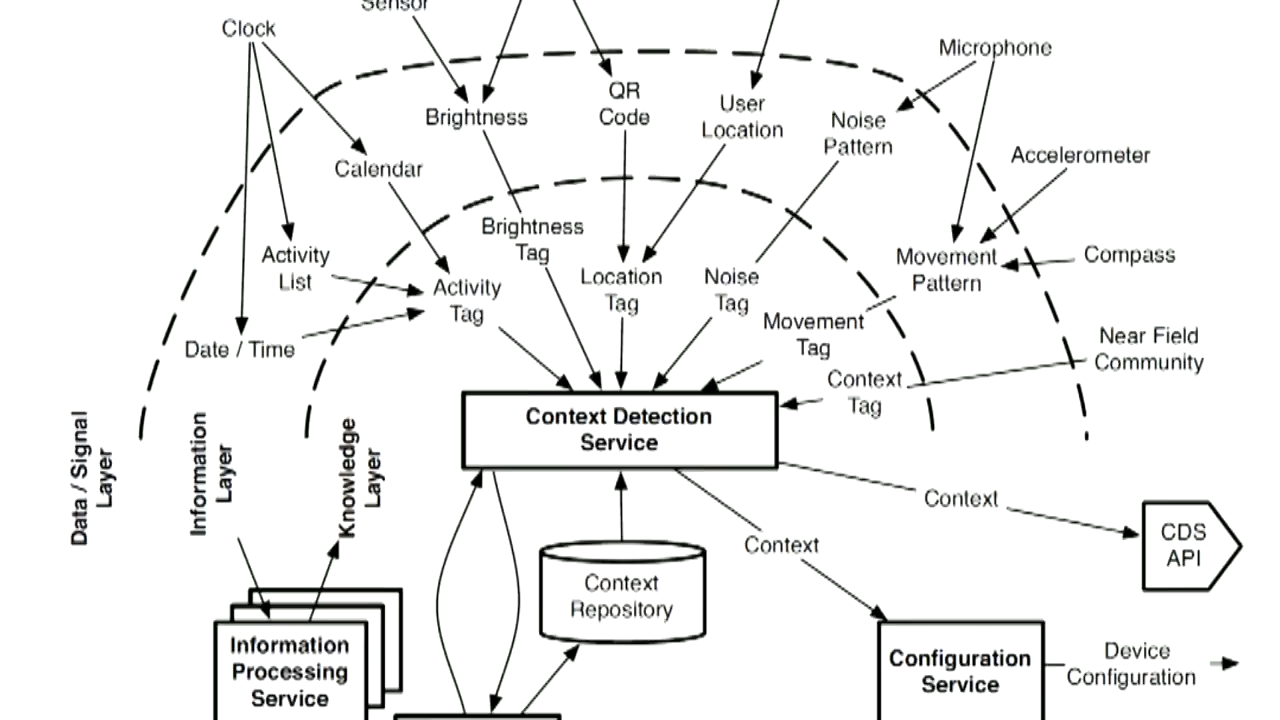 Sensor
Clock
Microphone
Brightness
QR
Code
User
Location
Noise
Pattern
Calendar
Accelerometer
Activity
List
Brightness
Tag
Activity
Tag
Location
Tag
Noise
Tag
Movement
Pattern
Compass
Date / Time
Movement
Tag
Near Field
Community
Context
Tag
Data / Signal
Layer
Information
Layer
Knowledge
Layer
Context Detection
Service
Context
CDS
API
Context
Context
Repository
Information
Processing
Service
Configuration
Service
Device
Configuration